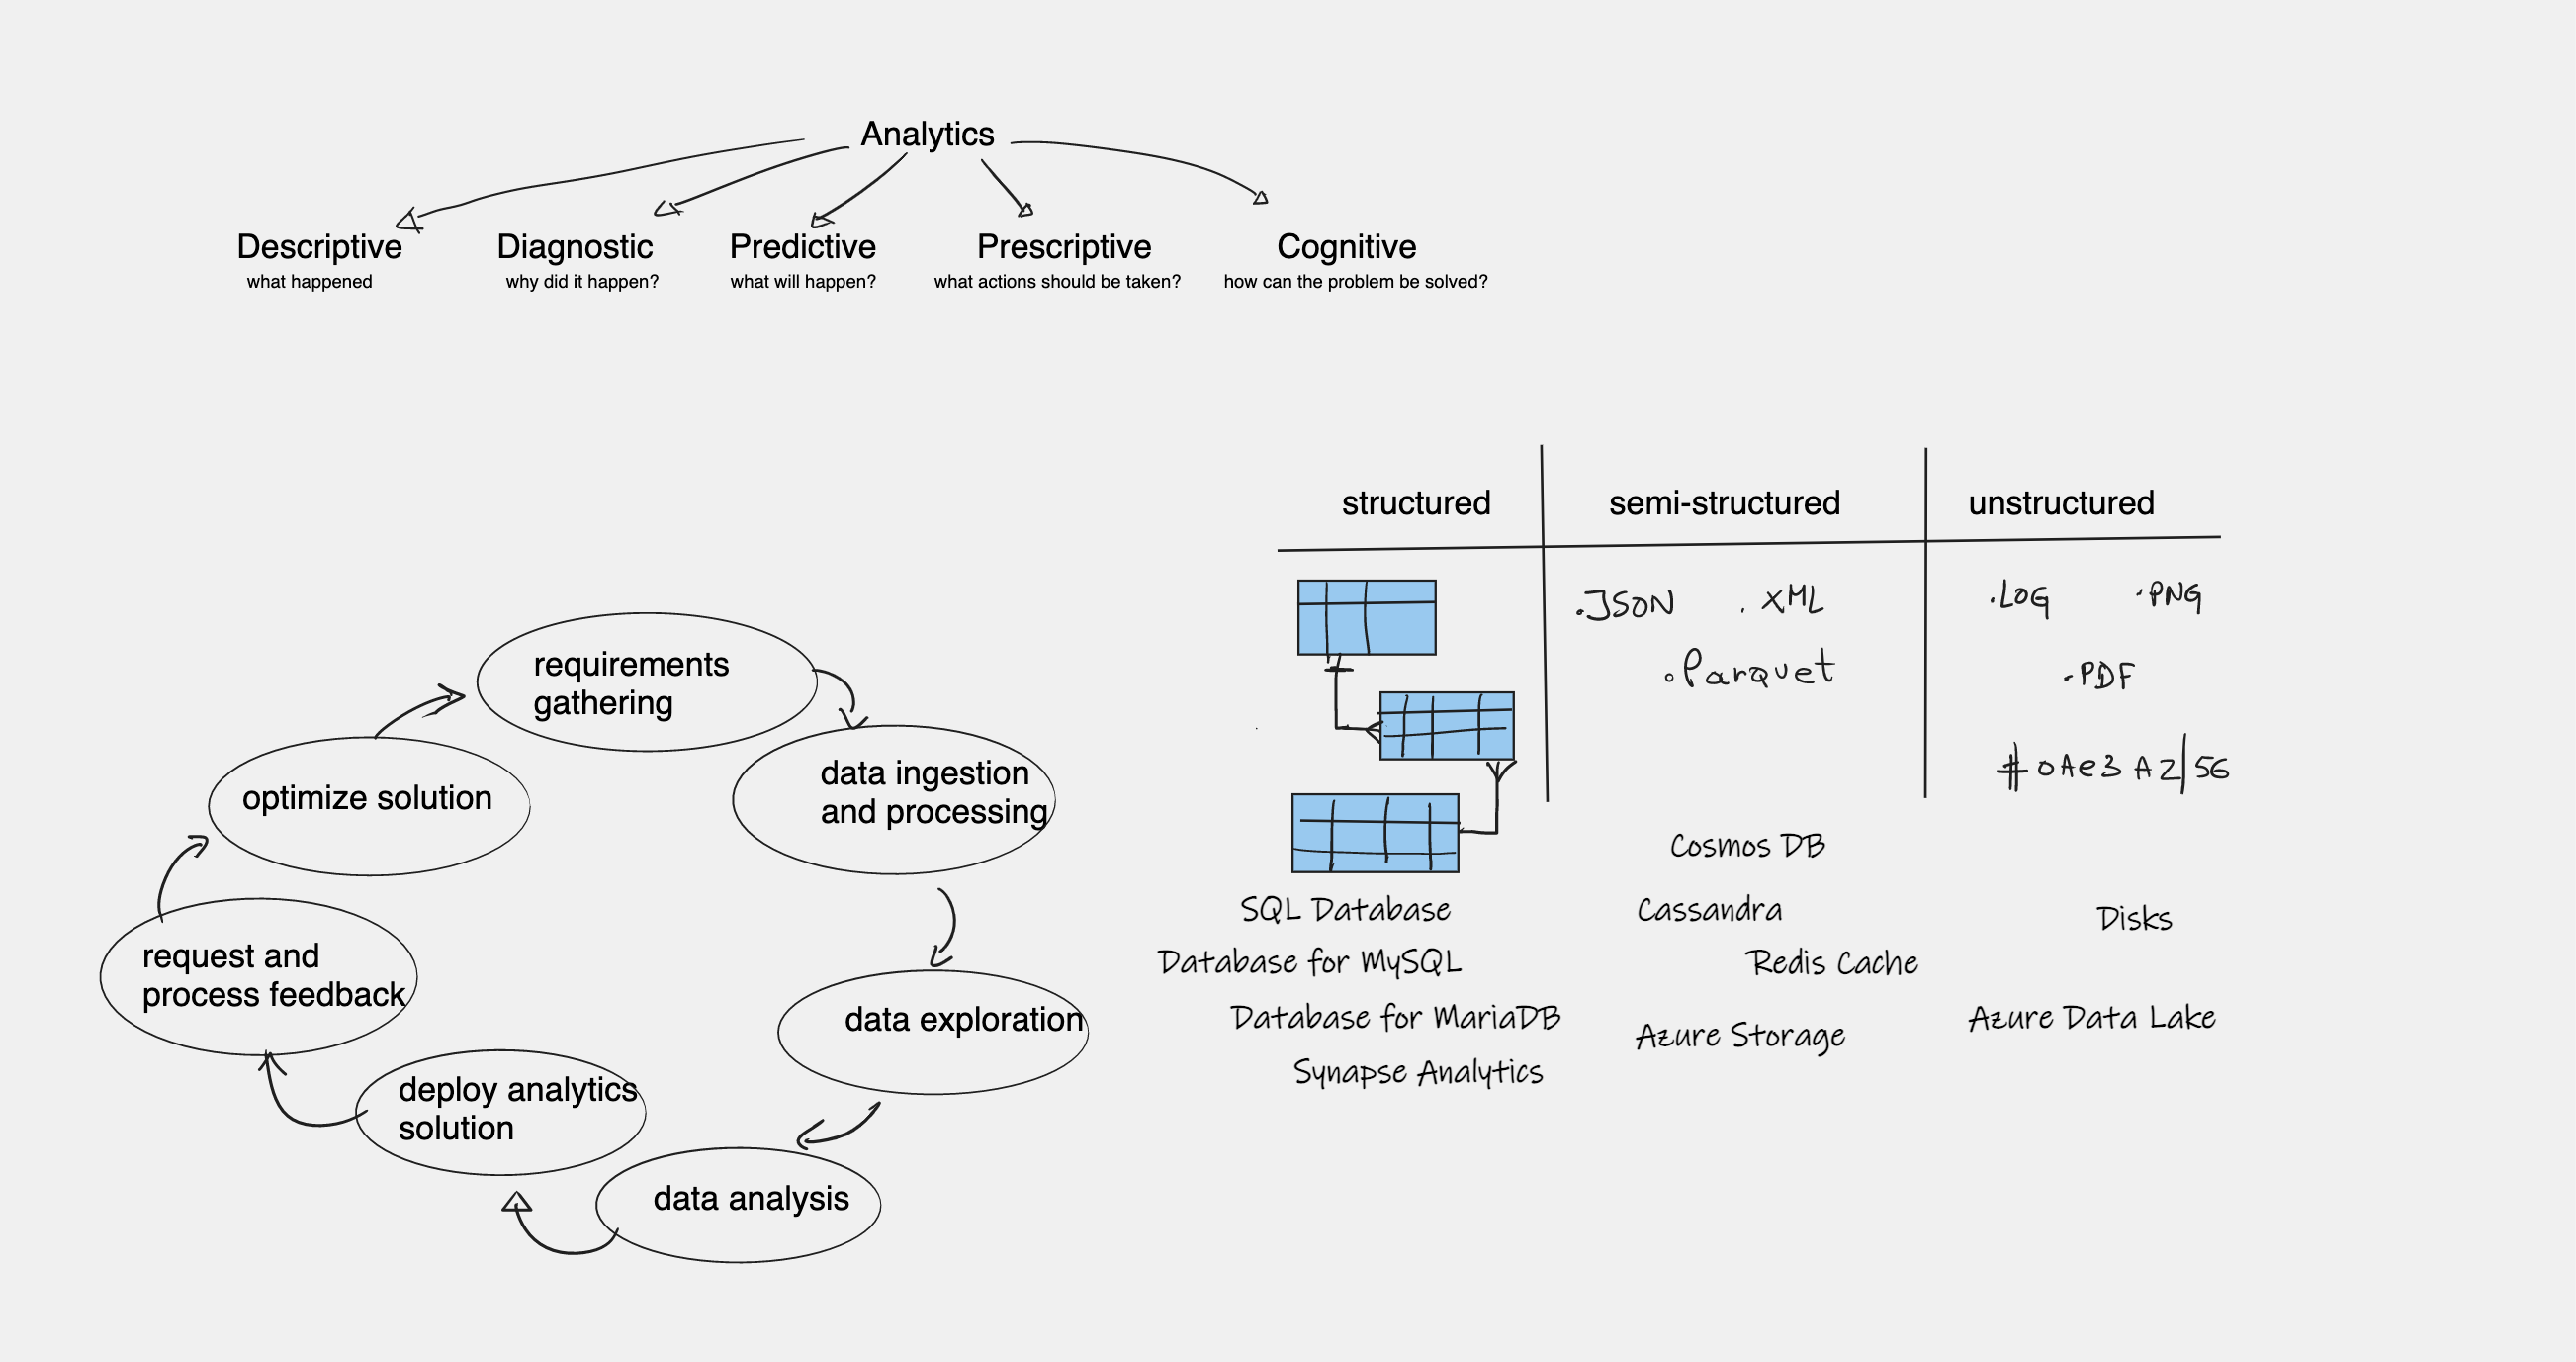 Analytics
Descriptive
what happened
Diagnostic
why did it happen?
Predictive
what will happen?
Prescriptive
what actions should be taken?
Cognitive
how can the problem be solved?
requirements
gathering
data ingestion
and processing
data exploration
data analysis
deploy analytics
solution
request and
process feedback
optimize solution
structured
semi-structured
unstructured
.JSON
. XML
.Parquet
.LOG
.PNG
.PDF
# 0Ae3 A2/56
SQL Database
Database for MySQL
Database for MariaDB
Synapse Analytics
Cosmos DB
Cassandra
Redis Cache
Azure Storage
Disks
Azure Data Lake